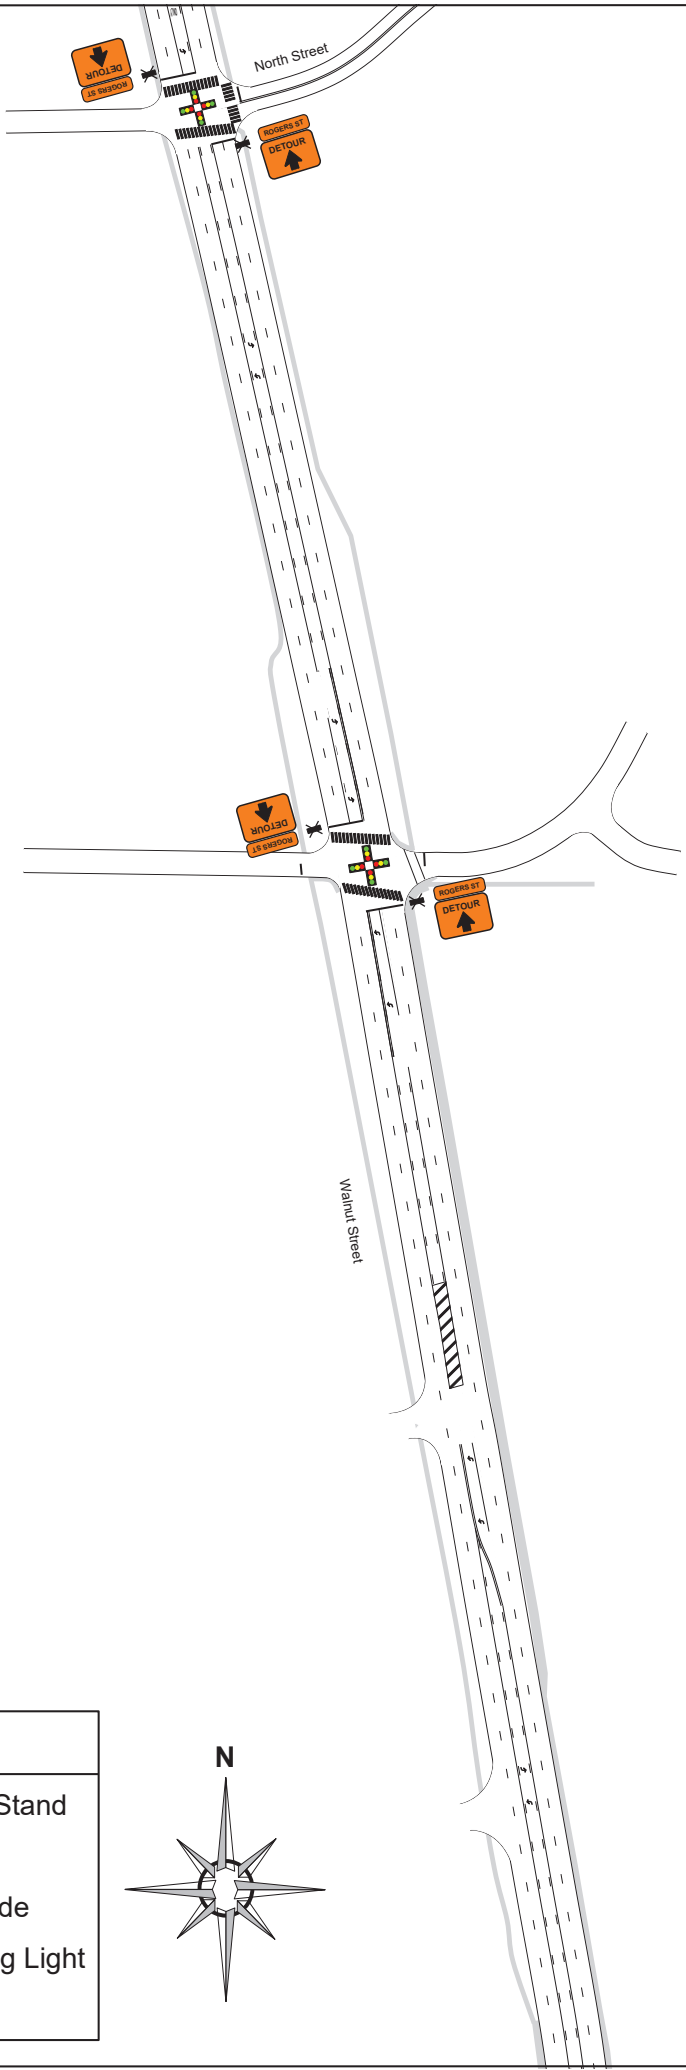 North Street
DETOUR
ROGERS ST
ROGERS ST
DETOUR
DETOUR
ROGERS ST
ROGERS ST
DETOUR
Walnut Street
N
Stand
de
g Light